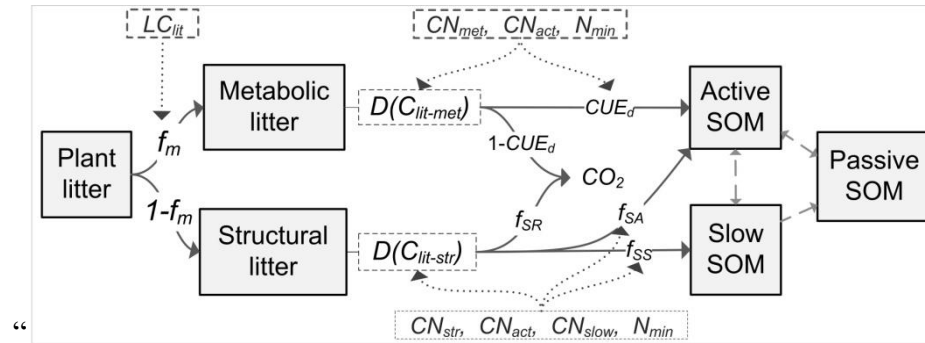 LC_lit
CN_met, CN_act, N_min
Metabolic
litter
D(C_lit-met)
CUE_d
Active
SOM
f_m
1-CUE_d
Plant
litter
CO_2
Passive
SOM
1-f_m
f_SR
f_SA
Structural
litter
D(C_lit-str)
f_SS
Slow
SOM
CN_str, CN_act, CN_slow, N_min
“